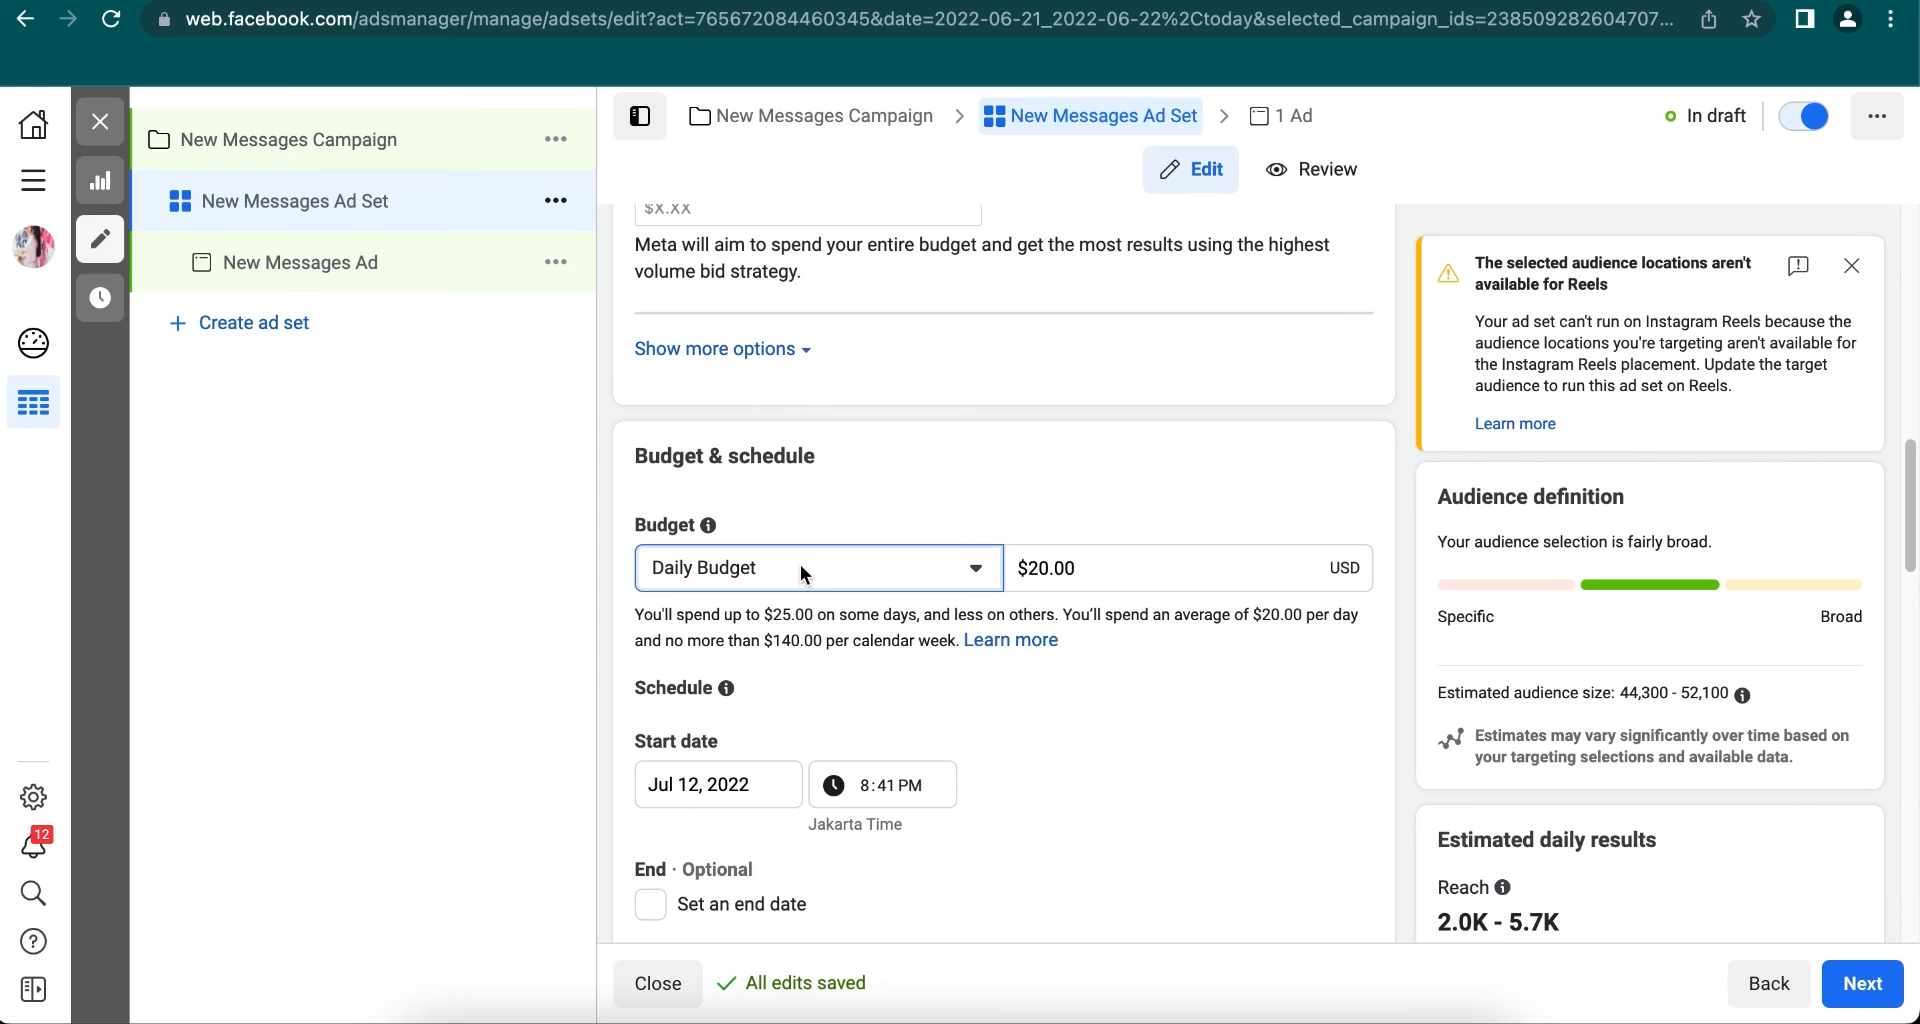 web.facebook.com/adsmanager/manage/adsets/edit?act=765672084460345&date=2022-06-21_2022-06-22%2Ctoday&selected_campaign_ids=238509282604707...
New Messages Campaign
New Messages Ad Set
New Messages Ad
+ Create ad set
12
New Messages Campaign > New Messages Ad Set > 1 Ad
In draft
Edit
Review
$X.XX
Meta will aim to spend your entire budget and get the most results using the highest
volume bid strategy.
Show more options
Budget & schedule
Budget
Daily Budget
$20.00 USD
You'll spend up to $25.00 on some days, and less on others. You'll spend an average of $20.00 per day
and no more than $140.00 per calendar week. Learn more
Schedule
Start date
Jul 12, 2022
8:41 PM
Jakarta Time
End · Optional
Set an end date
Close
All edits saved
Back
Next
The selected audience locations aren't
available for Reels
Your ad set can't run on Instagram Reels because the
audience locations you're targeting aren't available for
the Instagram Reels placement. Update the target
audience to run this ad set on Reels.
Learn more
Audience definition
Your audience selection is fairly broad.
Specific Broad
Estimated audience size: 44,300 - 52,100
Estimates may vary significantly over time based on
your targeting selections and available data.
Estimated daily results
Reach
2.0K - 5.7K